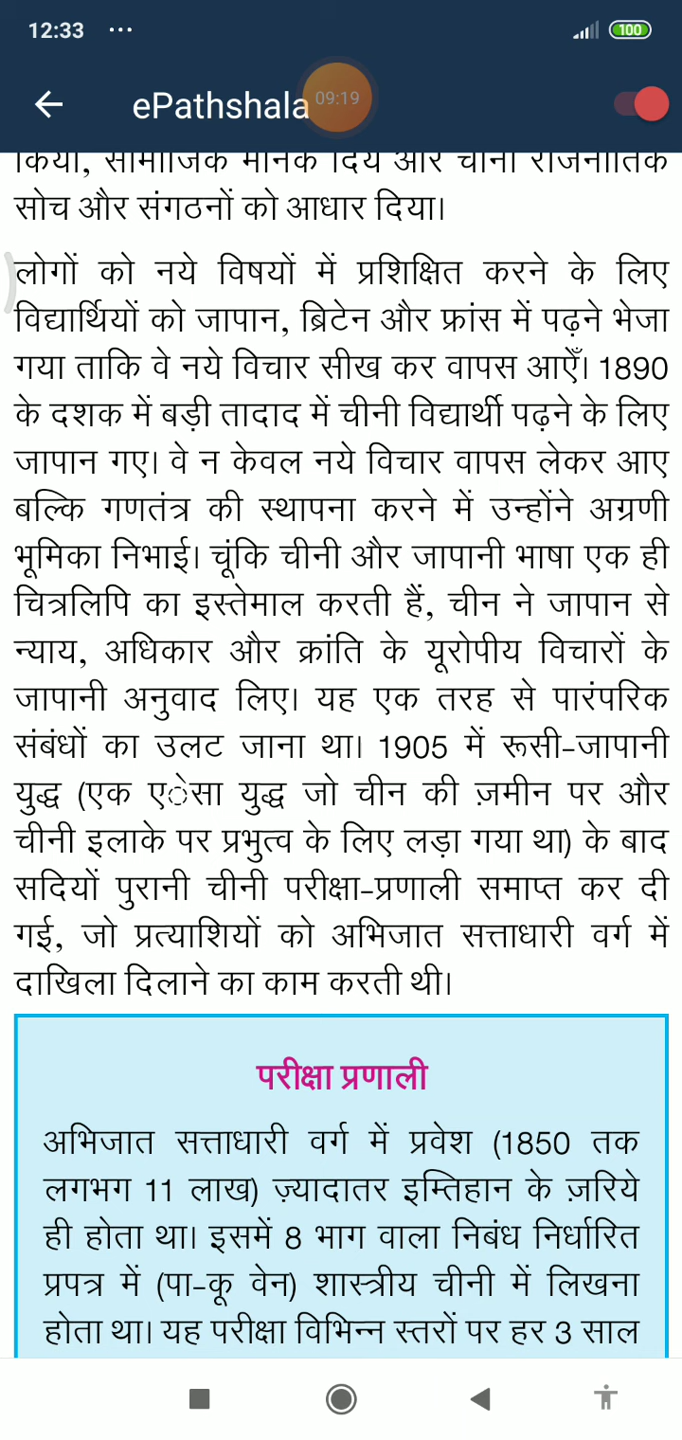 12:33 ... 100
ePathshala 09:19
किया, सामाजिक मानक दिये और चीनी राजनीतिक
सोच और संगठनों को आधार दिया।
लोगों को नये विषयों में प्रशिक्षित करने के लिए
विद्यार्थियों को जापान, ब्रिटेन और फ्रांस में पढ़ने भेजा
गया ताकि वे नये विचार सीख कर वापस आएँ। 1890
के दशक में बड़ी तादाद में चीनी विद्यार्थी पढ़ने के लिए
जापान गए। वे न केवल नये विचार वापस लेकर आए
बल्कि गणतंत्र की स्थापना करने में उन्होंने अग्रणी
भूमिका निभाई। चूंकि चीनी और जापानी भाषा एक ही
चित्रलिपि का इस्तेमाल करती हैं, चीन ने जापान से
न्याय, अधिकार और क्रांति के यूरोपीय विचारों के
जापानी अनुवाद लिए। यह एक तरह से पारंपरिक
संबंधों का उलट जाना था। 1905 में रूसी-जापानी
युद्ध (एक एेसा युद्ध जो चीन की ज़मीन पर और
चीनी इलाके पर प्रभुत्व के लिए लड़ा गया था) के बाद
सदियों पुरानी चीनी परीक्षा-प्रणाली समाप्त कर दी
गई, जो प्रत्याशियों को अभिजात सत्ताधारी वर्ग में
दाखिला दिलाने का काम करती थी।
परीक्षा प्रणाली
अभिजात सत्ताधारी वर्ग में प्रवेश (1850 तक
लगभग 11 लाख) ज़्यादातर इम्तिहान के ज़रिये
ही होता था। इसमें 8 भाग वाला निबंध निर्धारित
प्रपत्र में (पा-कू वेन) शास्त्रीय चीनी में लिखना
होता था। यह परीक्षा विभिन्न स्तरों पर हर 3 साल